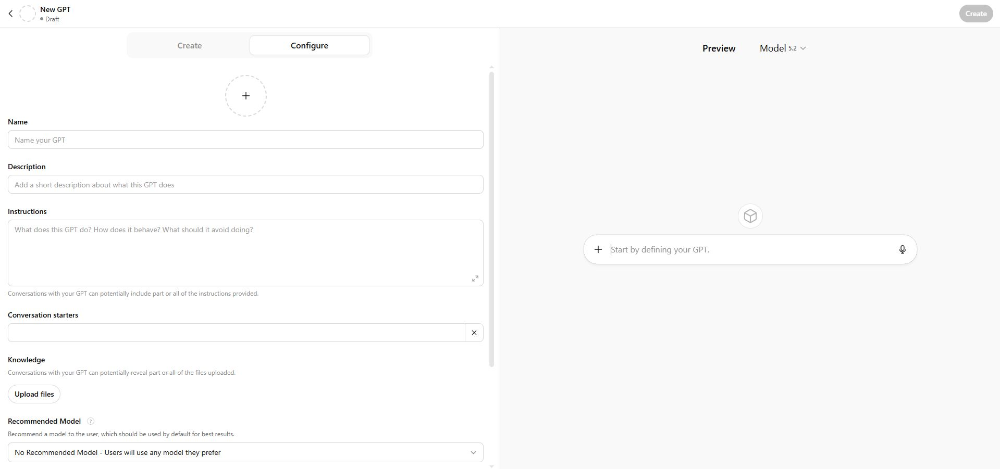 New GPT
Draft
Create
Create
Configure
Preview
Model 5.2
Name
Name your GPT
Description
Add a short description about what this GPT does
Instructions
What does this GPT do? How does it behave? What should it avoid doing?
Conversations with your GPT can potentially include part or all of the instructions provided.
Conversation starters
Knowledge
Conversations with your GPT can potentially reveal part or all of the files uploaded.
Upload files
Recommended Model ?
Recommend a model to the user, which should be used by default for best results.
No Recommended Model - Users will use any model they prefer
Start by defining your GPT.